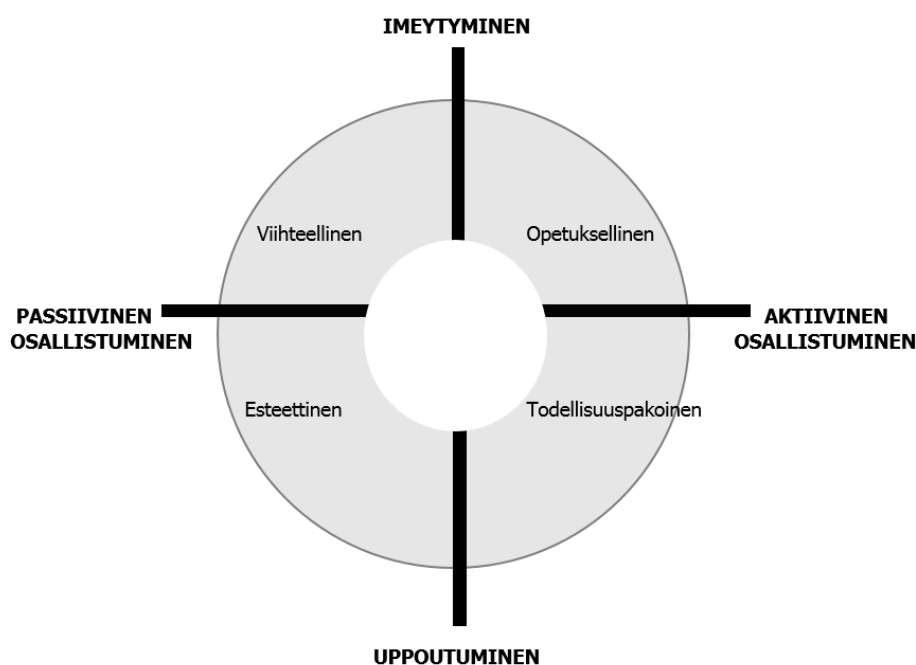 IMEYTYMINEN
Viihteellinen
Opetuksellinen
PASSIIVINEN
OSALLISTUMINEN
AKTIIVINEN
OSALLISTUMINEN
Esteettinen
Todellisuuspakoinen
UPPOUTUMINEN